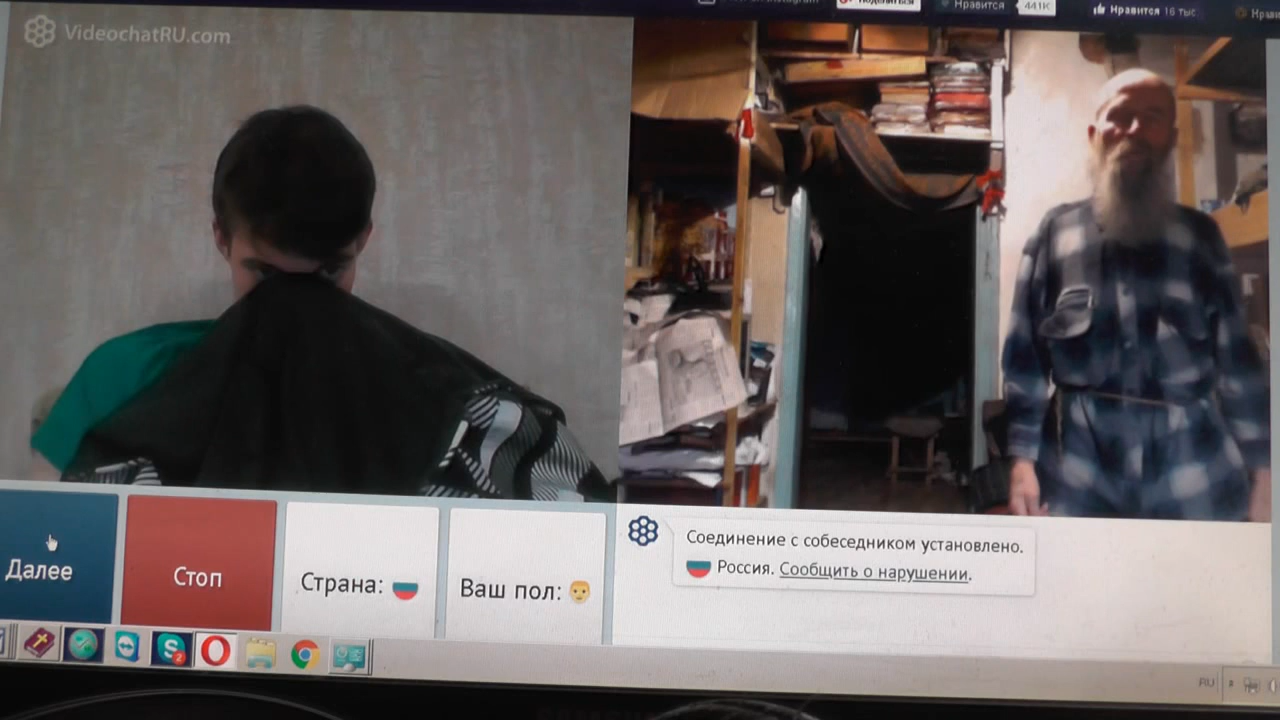 VideochatRU.com
Нравится
441K
Нравится 16 тыс
Далее
Стоп
Страна:
Ваш пол:
Соединение с собеседником установлено.
Россия. Сообщить о нарушении.
RU